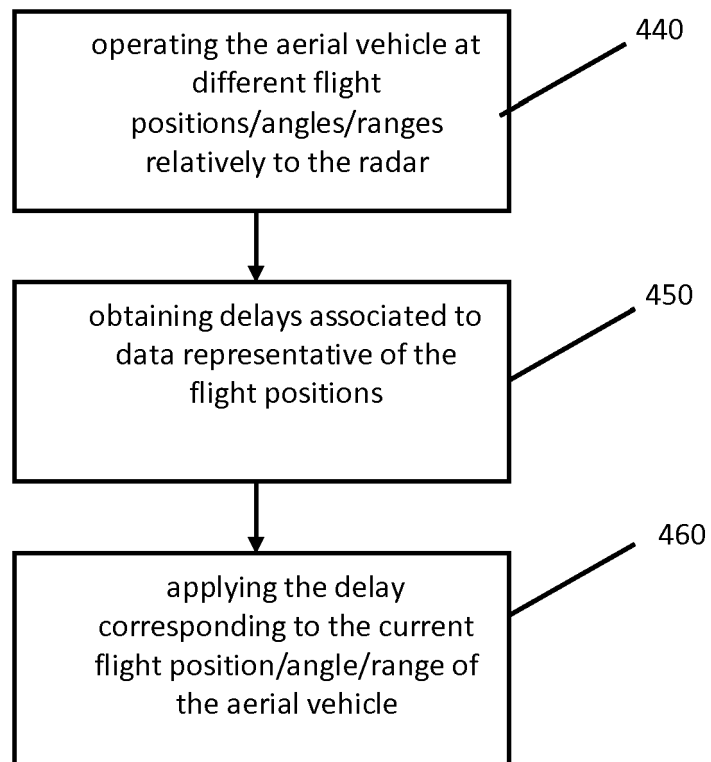 operating the aerial vehicle at
different flight
positions/angles/ranges
relatively to the radar
440
obtaining delays associated to
data representative of the
flight positions
450
applying the delay
corresponding to the current
flight position/angle/range of
the aerial vehicle
460